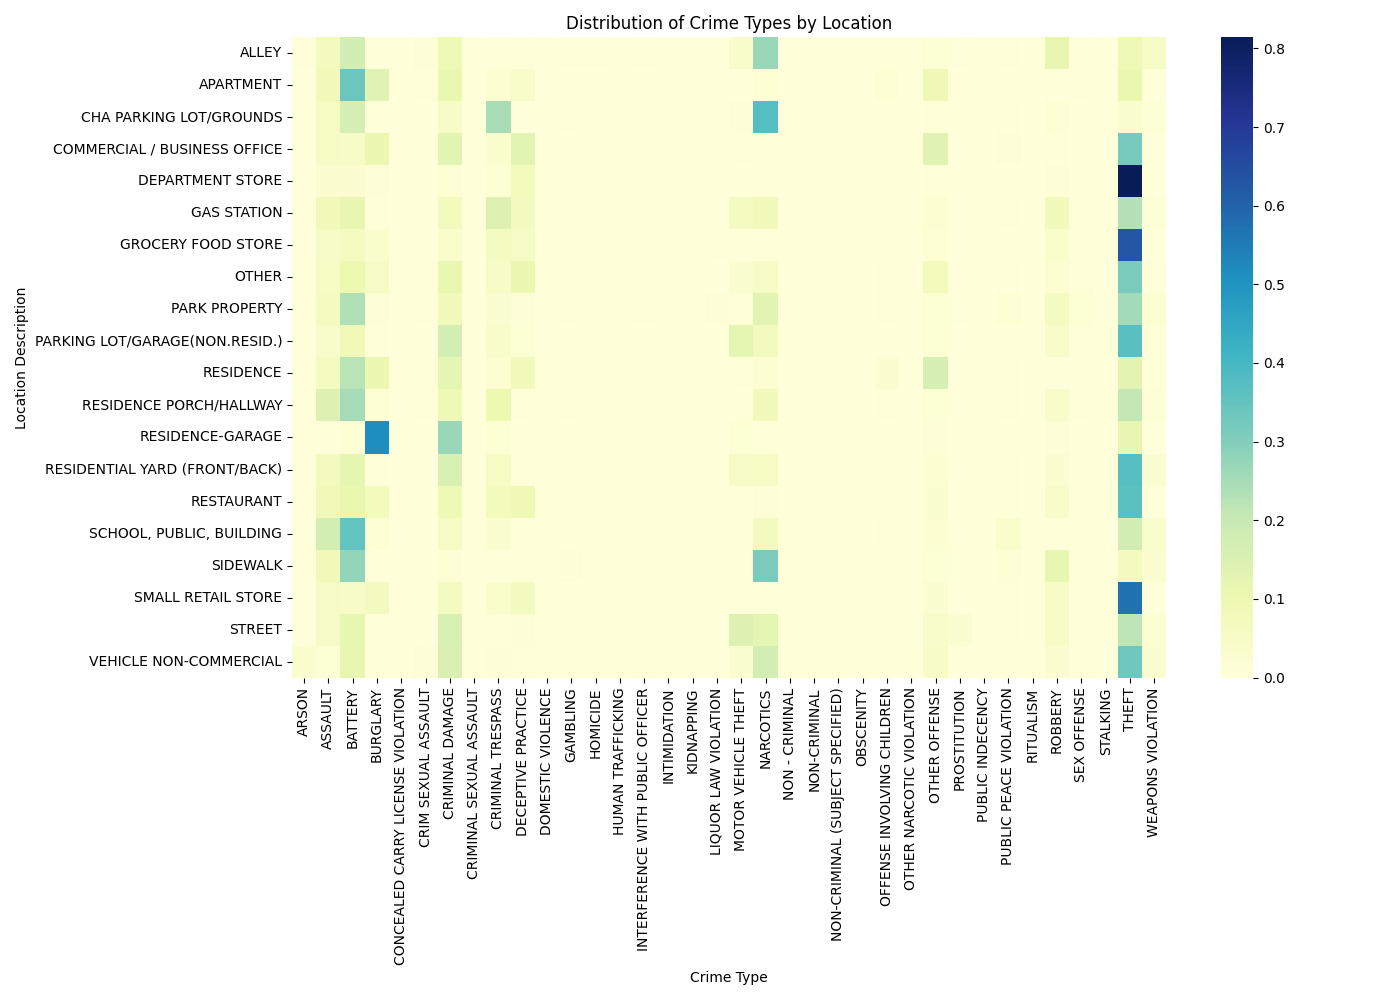 Distribution of Crime Types by Location
Location Description
ALLEY
APARTMENT
CHA PARKING LOT/GROUNDS
COMMERCIAL / BUSINESS OFFICE
DEPARTMENT STORE
GAS STATION
GROCERY FOOD STORE
OTHER
PARK PROPERTY
PARKING LOT/GARAGE(NON.RESID.)
RESIDENCE
RESIDENCE PORCH/HALLWAY
RESIDENCE-GARAGE
RESIDENTIAL YARD (FRONT/BACK)
RESTAURANT
SCHOOL, PUBLIC, BUILDING
SIDEWALK
SMALL RETAIL STORE
STREET
VEHICLE NON-COMMERCIAL
0.8
0.7
0.6
0.5
0.4
0.3
0.2
0.1
0.0
ARSON
ASSAULT
BATTERY
BURGLARY
CONCEALED CARRY LICENSE VIOLATION
CRIM SEXUAL ASSAULT
CRIMINAL DAMAGE
CRIMINAL SEXUAL ASSAULT
CRIMINAL TRESPASS
DECEPTIVE PRACTICE
DOMESTIC VIOLENCE
GAMBLING
HOMICIDE
HUMAN TRAFFICKING
INTERFERENCE WITH PUBLIC OFFICER
INTIMIDATION
KIDNAPPING
LIQUOR LAW VIOLATION
MOTOR VEHICLE THEFT
NARCOTICS
NON - CRIMINAL
NON-CRIMINAL
NON-CRIMINAL (SUBJECT SPECIFIED)
OBSCENITY
OFFENSE INVOLVING CHILDREN
OTHER NARCOTIC VIOLATION
OTHER OFFENSE
PROSTITUTION
PUBLIC INDECENCY
PUBLIC PEACE VIOLATION
RITUALISM
ROBBERY
SEX OFFENSE
STALKING
THEFT
WEAPONS VIOLATION
Crime Type